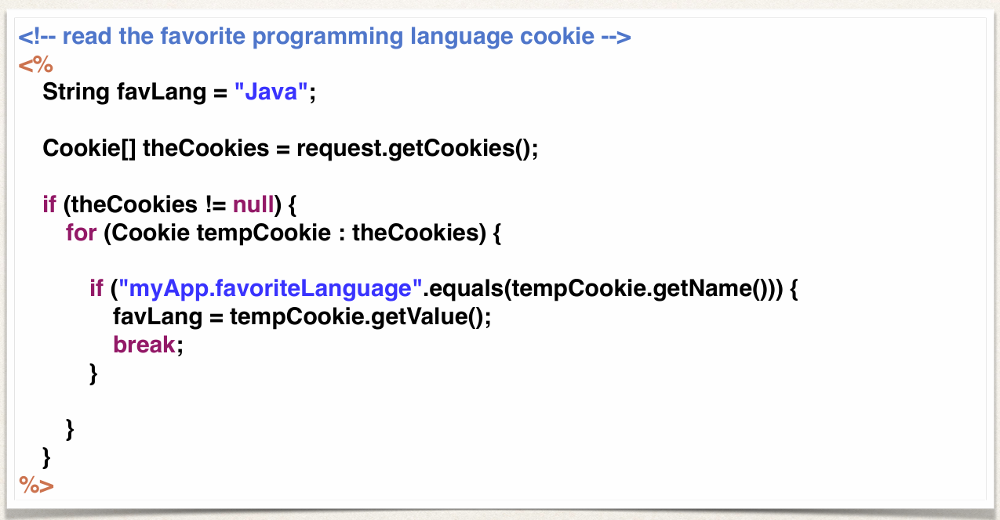 <!-- read the favorite programming language cookie -->
<%
String favLang = "Java";
Cookie[] theCookies = request.getCookies();
if (theCookies != null) {
for (Cookie tempCookie : theCookies) {
if ("myApp.favoriteLanguage".equals(tempCookie.getName())) {
favLang = tempCookie.getValue();
break;
}
}
}
%>